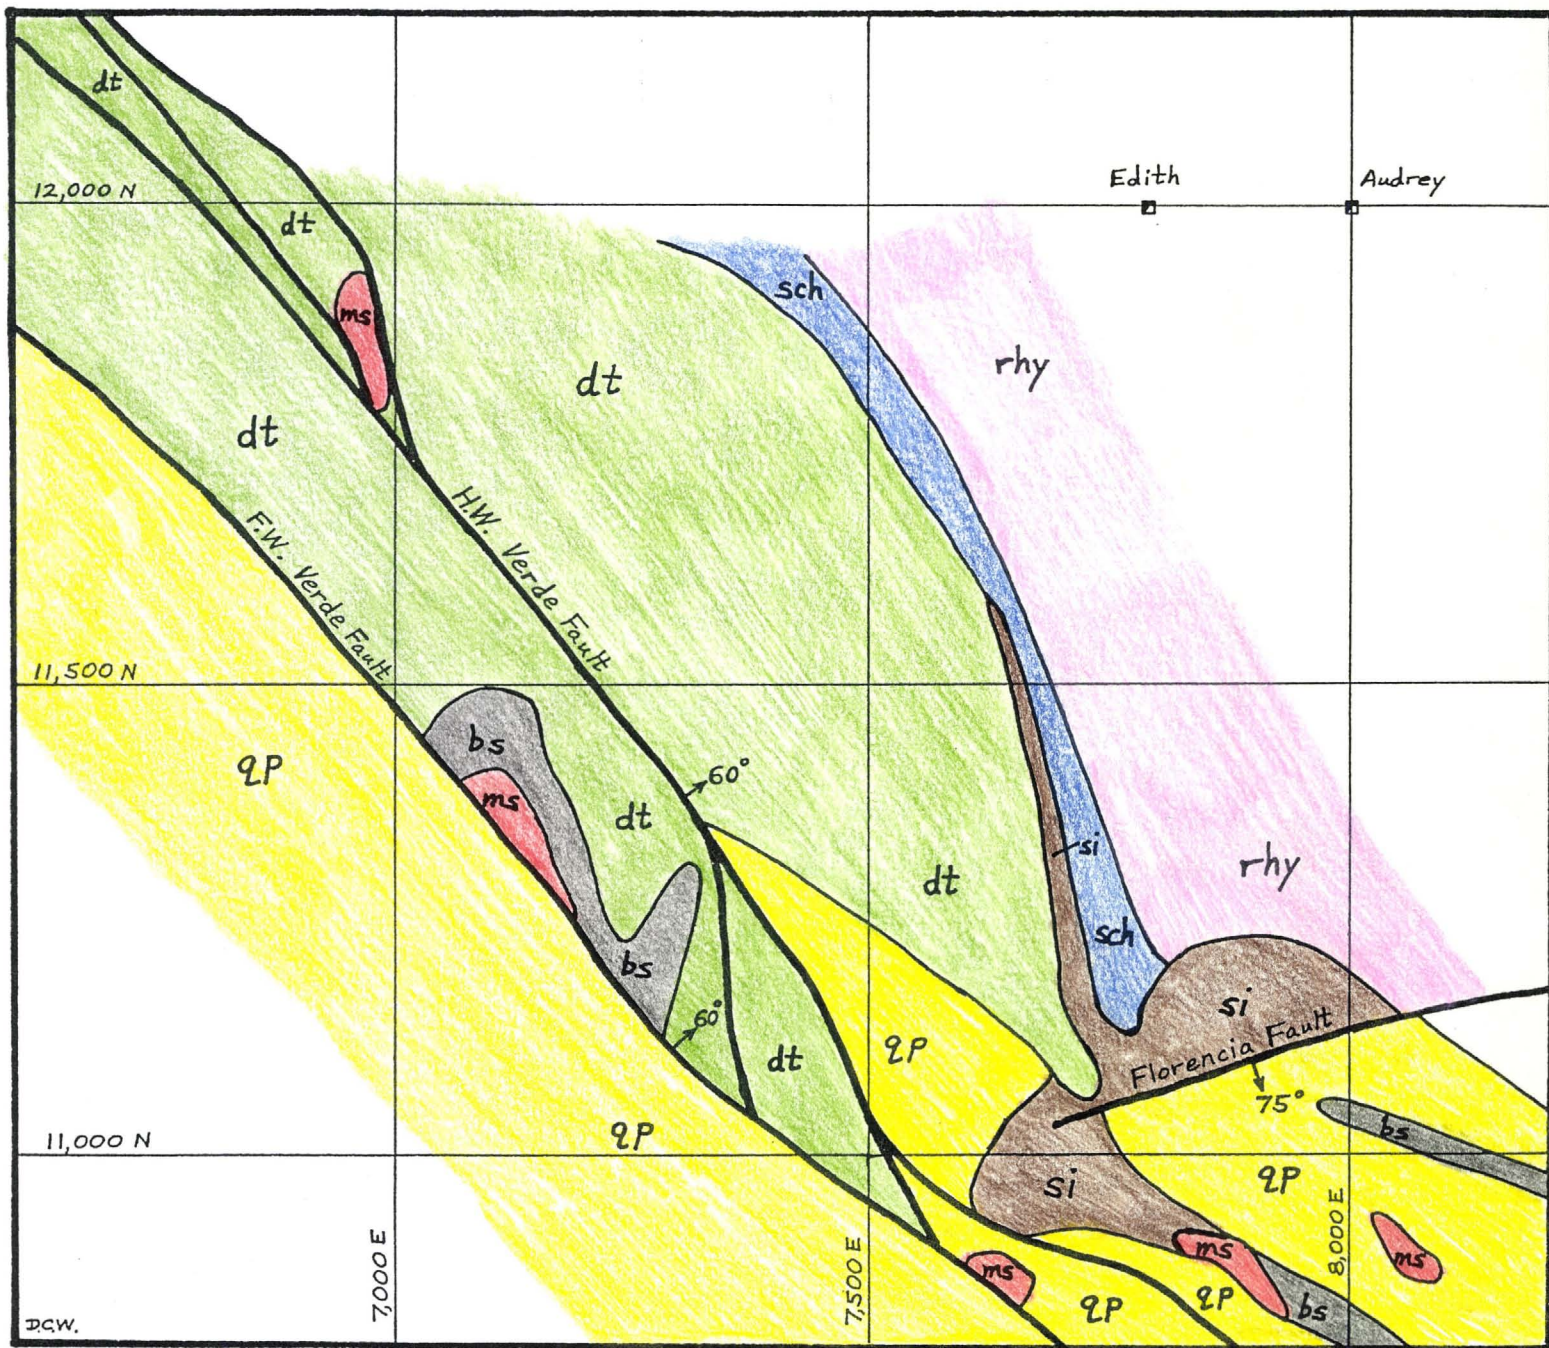 dt
12,000 N
Edith
Audrey
dt
sch
ms
rhy
dt
dt
H.W. Verde Fault
F.W. Verde Fault
11,500 N
bs
qp
60°
ms
dt
si
rhy
dt
sch
bs
si
60°
qp
dt
Florencia Fault
75°
bs
11,000 N
qp
qp
si
8,000 E
ms
ms
ms
7,000 E
7,500 E
qp
qp
bs
D.C.W.